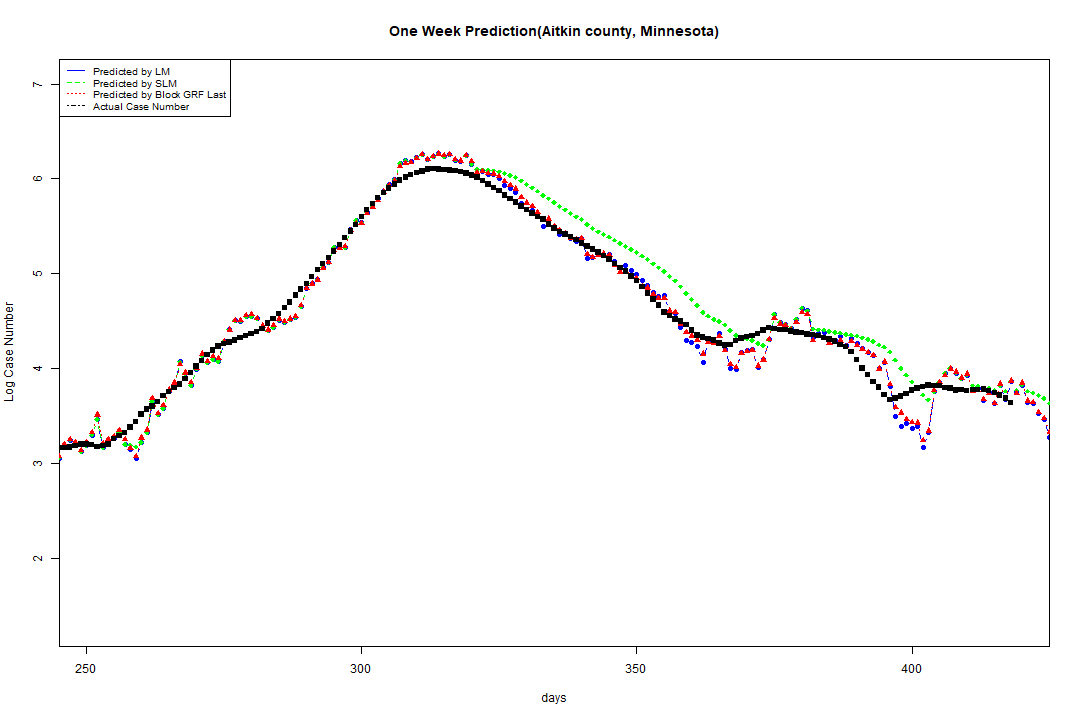 One Week Prediction(Aitkin county, Minnesota)
Predicted by LM
Predicted by SLM
Predicted by Block GRF Last
Actual Case Number
7
6
5
4
3
2
Log Case Number
250 300 350 400
days